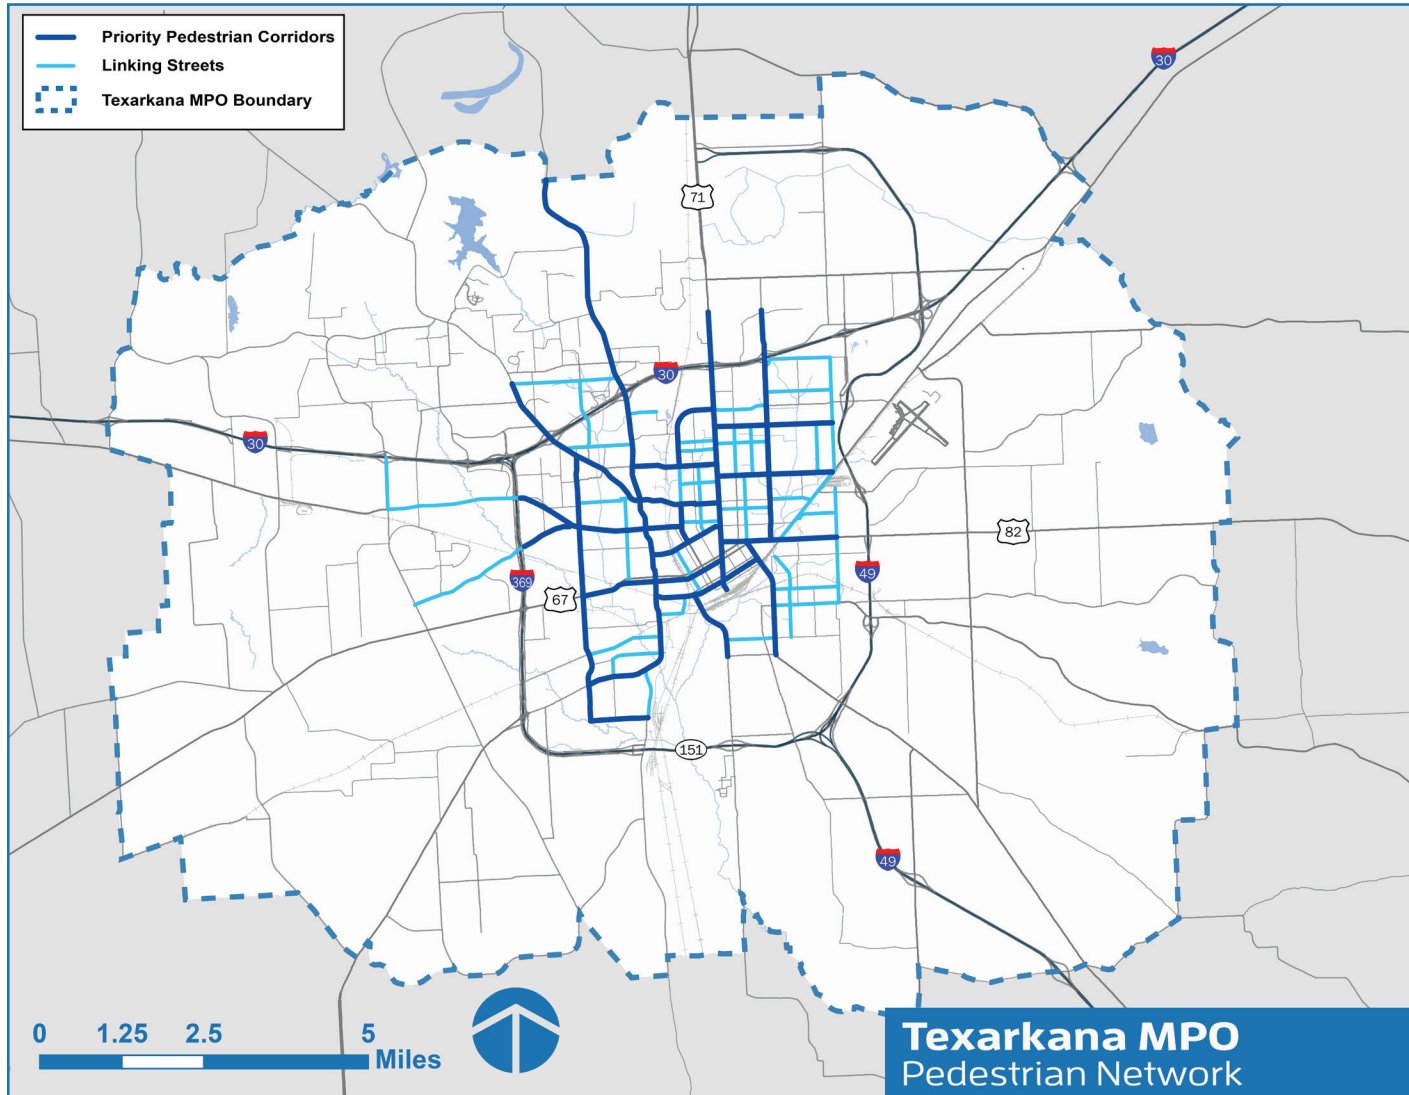 Priority Pedestrian Corridors
Linking Streets
Texarkana MPO Boundary
30
71
30
30
82
49
369
67
151
49
0 1.25 2.5 5
Miles
Texarkana MPO
Pedestrian Network